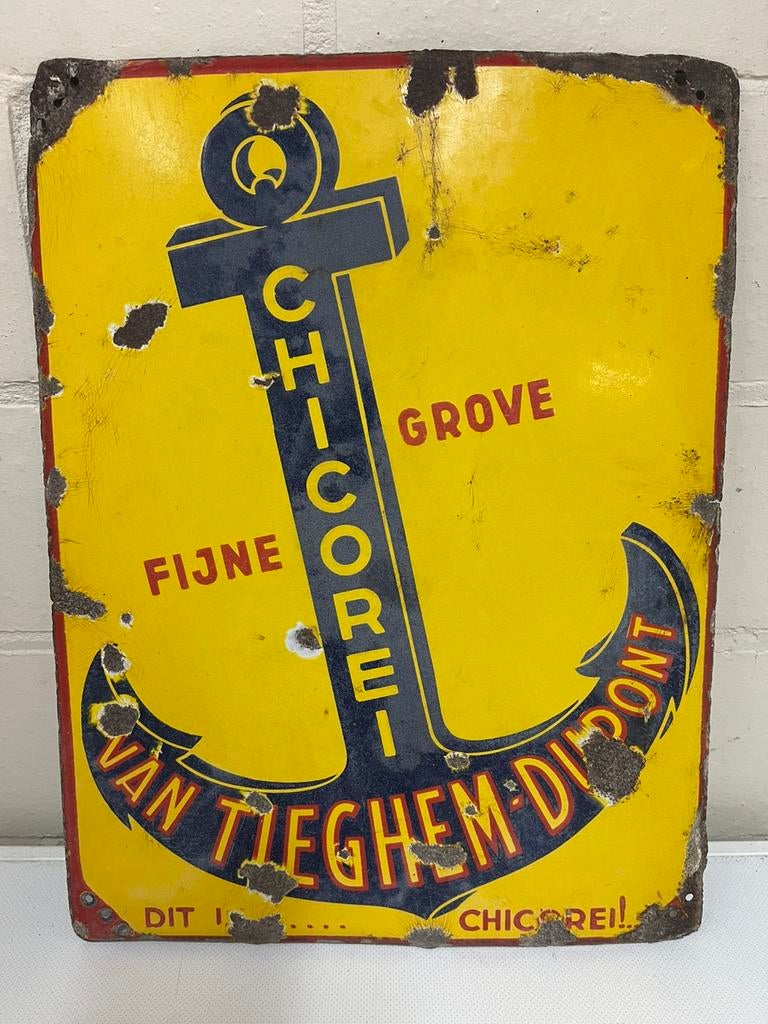 CHICOREI
GROVE
FIJNE
VAN TIEGHEM-DUPONT
DIT .... CHICOREI!